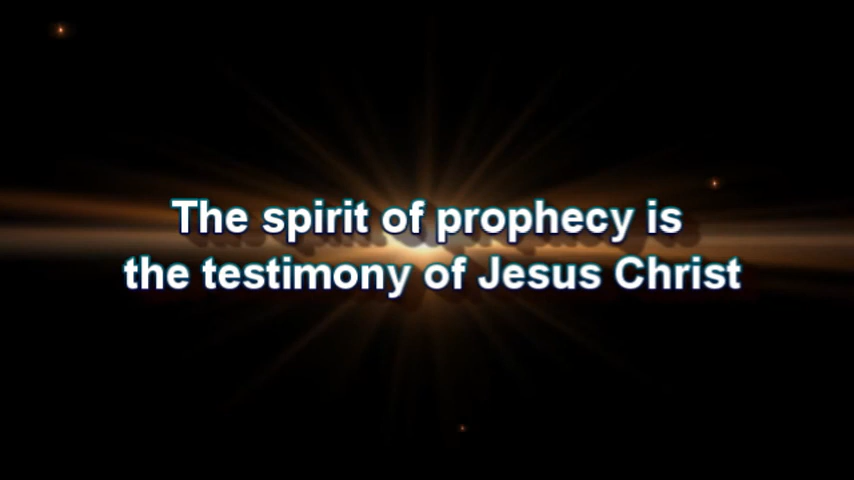 The spirit of prophecy is
the testimony of Jesus Christ